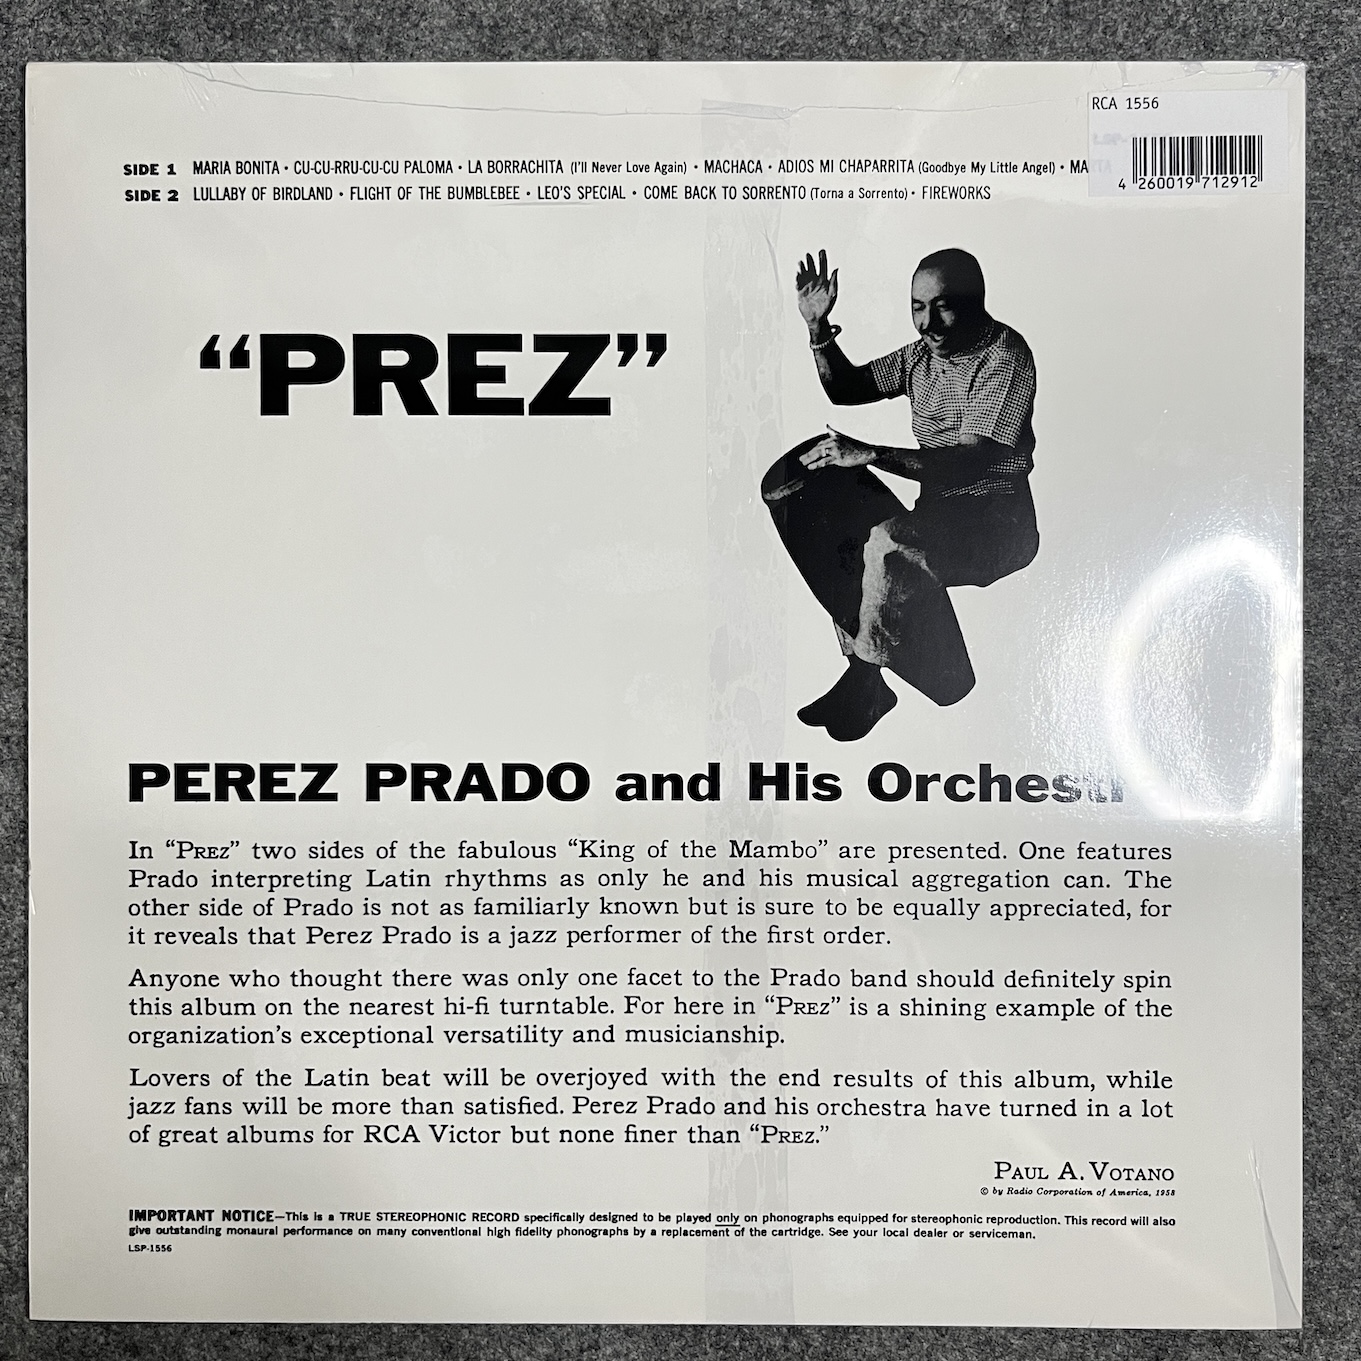 RCA 1556
4 260019 712912
SIDE 1 MARIA BONITA • CU-CU-RRU-CU-CU PALOMA • LA BORRACHITA (I'll Never Love Again) • MACHACA • ADIOS MI CHAPARRITA (Goodbye My Little Angel) •
SIDE 2 LULLABY OF BIRDLAND • FLIGHT OF THE BUMBLEBEE • LEO'S SPECIAL • COME BACK TO SORRENTO (Torna a Sorrento) • FIREWORKS
“PREZ”
PEREZ PRADO and His Orchestr
In “PREZ” two sides of the fabulous “King of the Mambo” are presented. One features
Prado interpreting Latin rhythms as only he and his musical aggregation can. The
other side of Prado is not as familiarly known but is sure to be equally appreciated, for
it reveals that Perez Prado is a jazz performer of the first order.
Anyone who thought there was only one facet to the Prado band should definitely spin
this album on the nearest hi-fi turntable. For here in “PREZ” is a shining example of the
organization's exceptional versatility and musicianship.
Lovers of the Latin beat will be overjoyed with the end results of this album, while
jazz fans will be more than satisfied. Perez Prado and his orchestra have turned in a lot
of great albums for RCA Victor but none finer than “PREZ.”
PAUL A. VOTANO
© by Radio Corporation of America, 1958
IMPORTANT NOTICE—This is a TRUE STEREOPHONIC RECORD specifically designed to be played only on phonographs equipped for stereophonic reproduction. This record will also
give outstanding monaural performance on many conventional high fidelity phonographs by a replacement of the cartridge. See your local dealer or serviceman.
LSP-1556